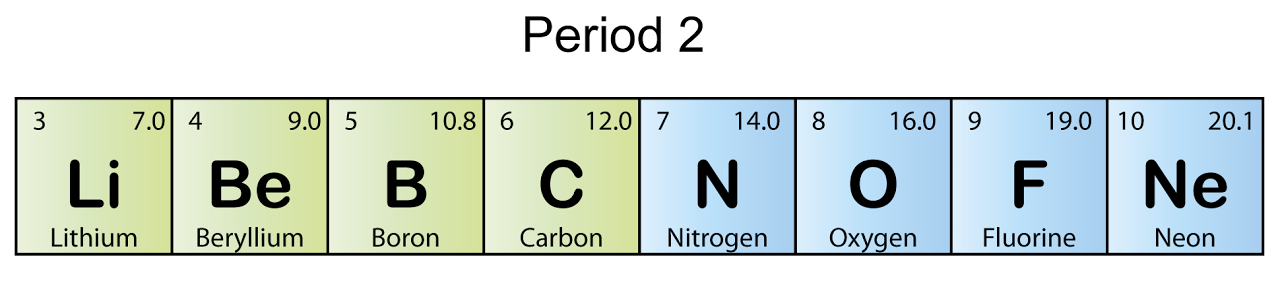 Period 2
3 7.0 4 9.0 5 10.8 6 12.0 7 14.0 8 16.0 9 19.0 10 20.1
Li Be B C N O F Ne
Lithium Beryllium Boron Carbon Nitrogen Oxygen Fluorine Neon